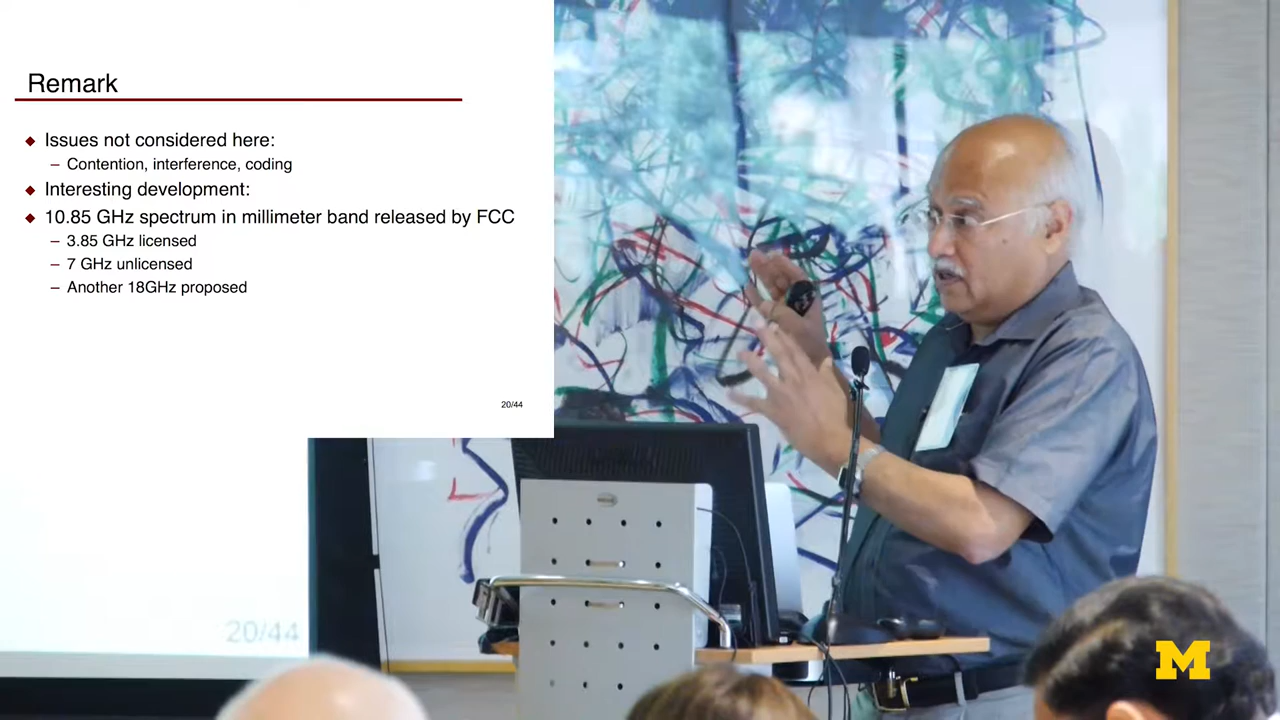 Remark
◆ Issues not considered here:
– Contention, interference, coding
◆ Interesting development:
◆ 10.85 GHz spectrum in millimeter band released by FCC
– 3.85 GHz licensed
– 7 GHz unlicensed
– Another 18GHz proposed
20/44
20/44
M